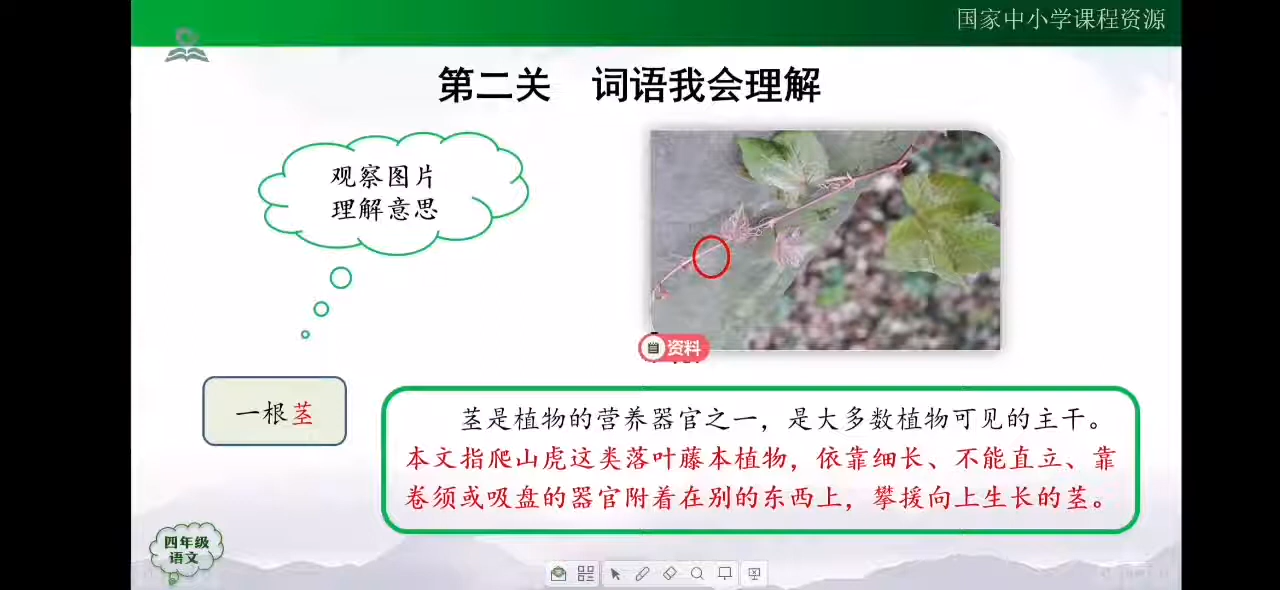 国家中小学课程资源
第二关 词语我会理解
观察图片
理解意思
资料
一根茎
茎是植物的营养器官之一，是大多数植物可见的主干。
本文指爬山虎这类落叶藤本植物，依靠细长、不能直立、靠
卷须或吸盘的器官附着在别的东西上，攀援向上生长的茎。
四年级
语文